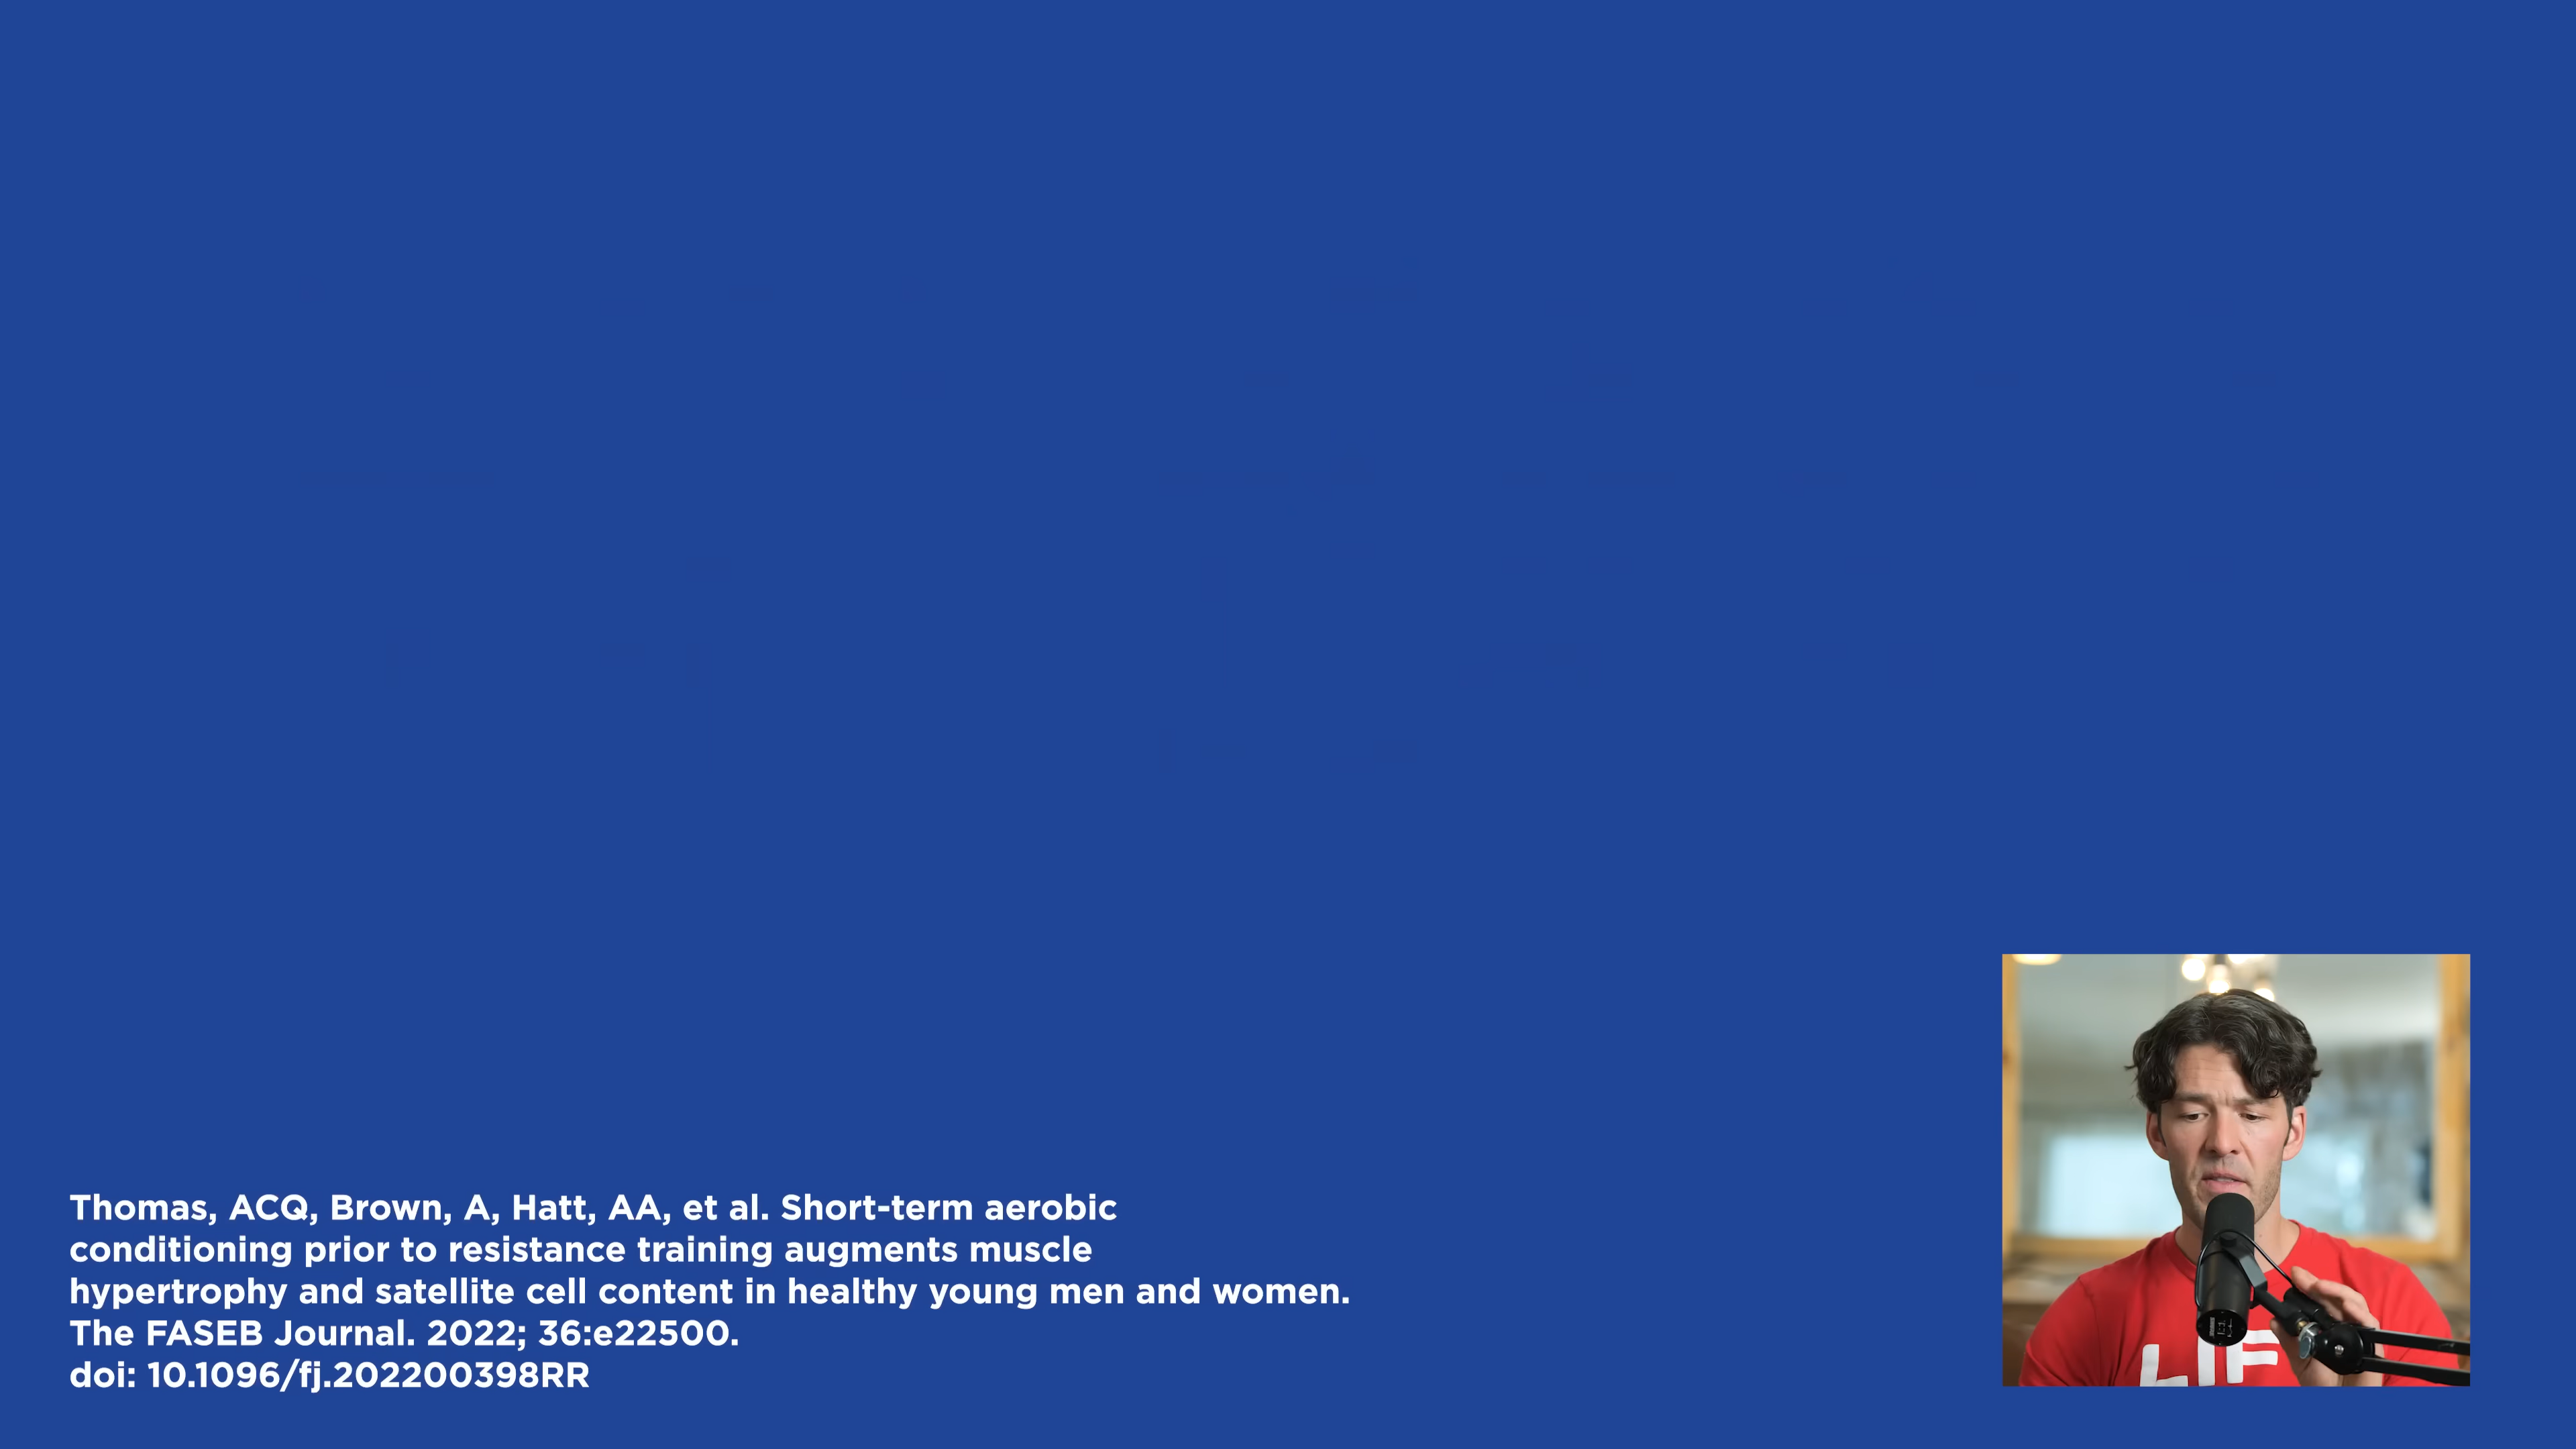 Thomas, ACQ, Brown, A, Hatt, AA, et al. Short-term aerobic
conditioning prior to resistance training augments muscle
hypertrophy and satellite cell content in healthy young men and women.
The FASEB Journal. 2022; 36:e22500.
doi: 10.1096/fj.202200398RR
LIF